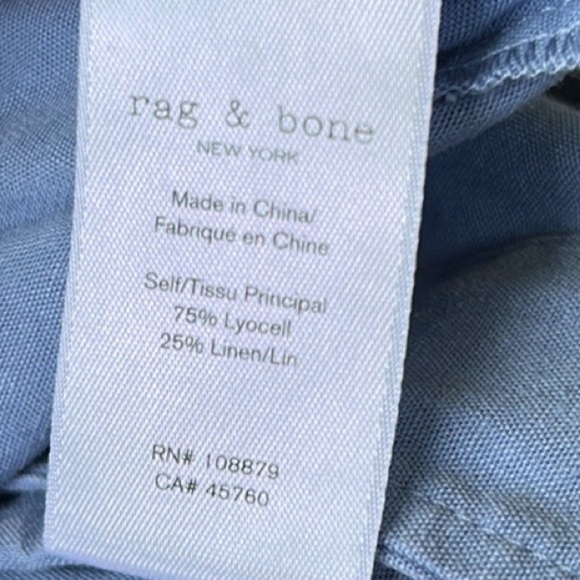 rag & bone
NEW YORK
Made in China/
Fabriqué en Chine
Self/Tissu Principal
75% Lyocell
25% Linen/Lin
RN# 108879
CA# 45760